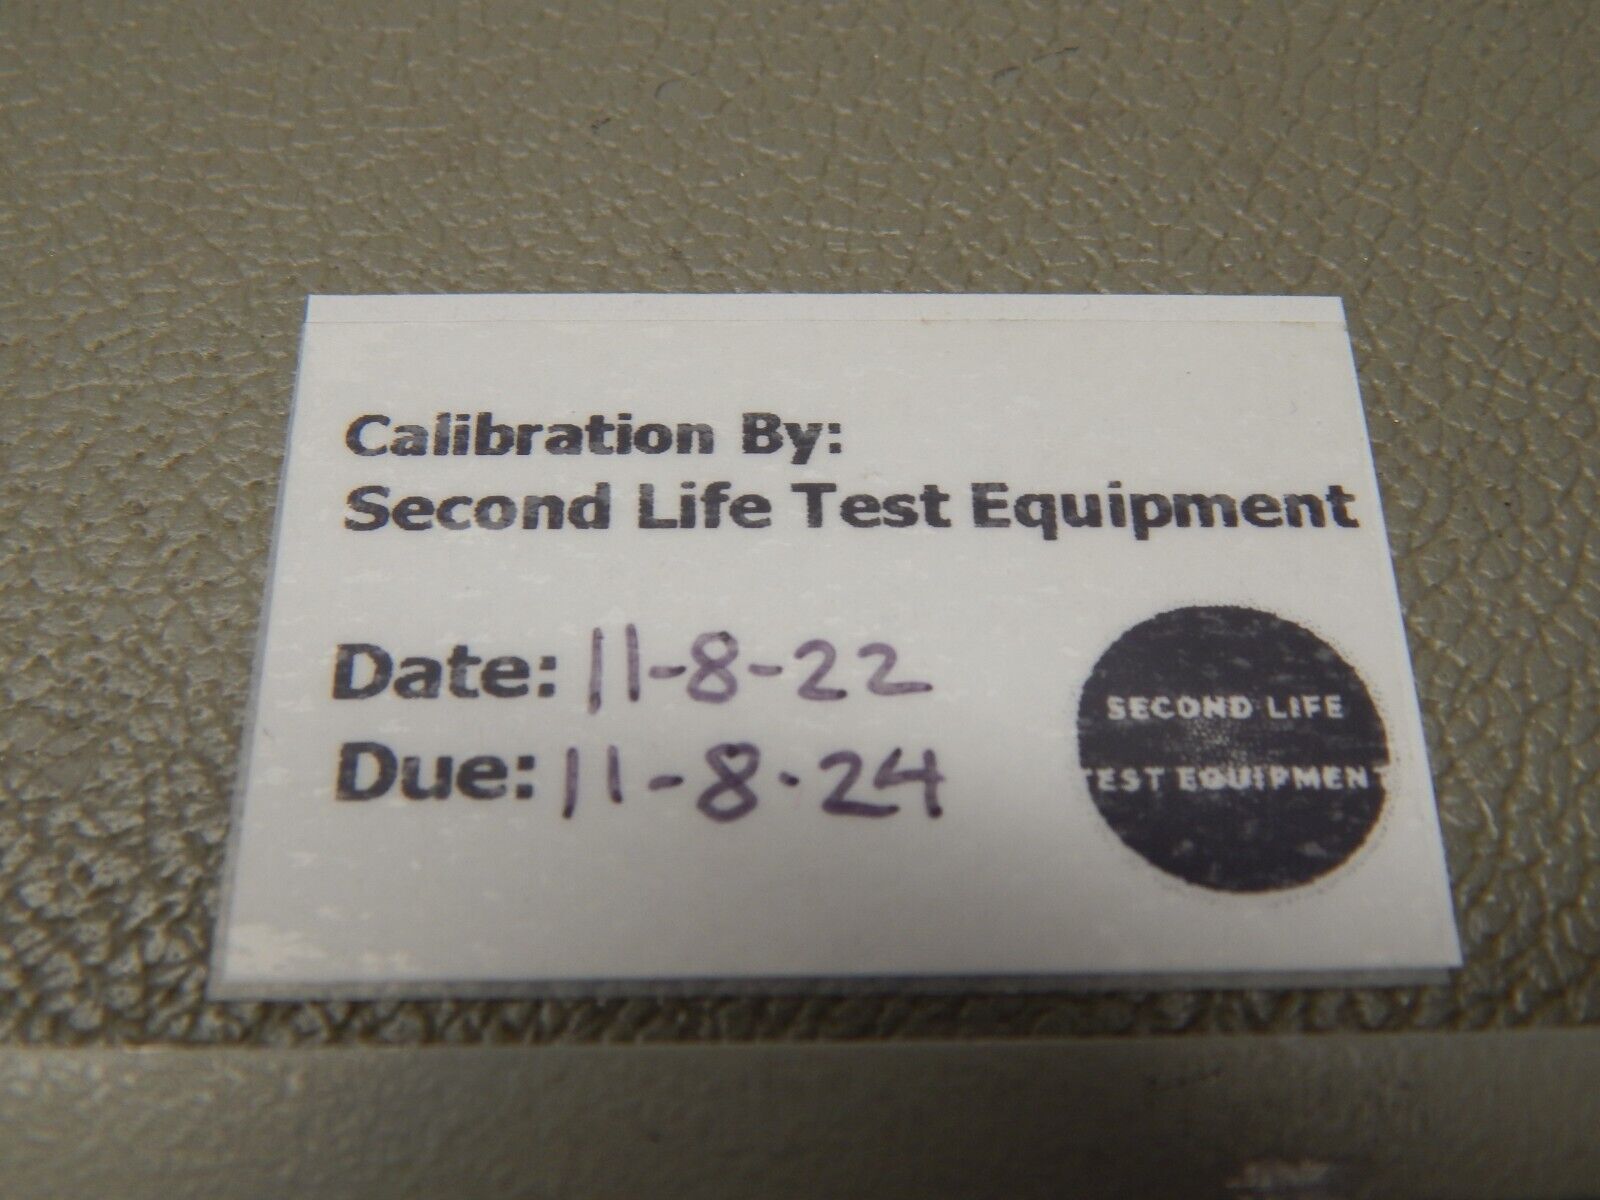 Calibration By:
Second Life Test Equipment
Date: 11-8-22
Due: 11-8-24
SECOND LIFE
TEST EQUIPMENT